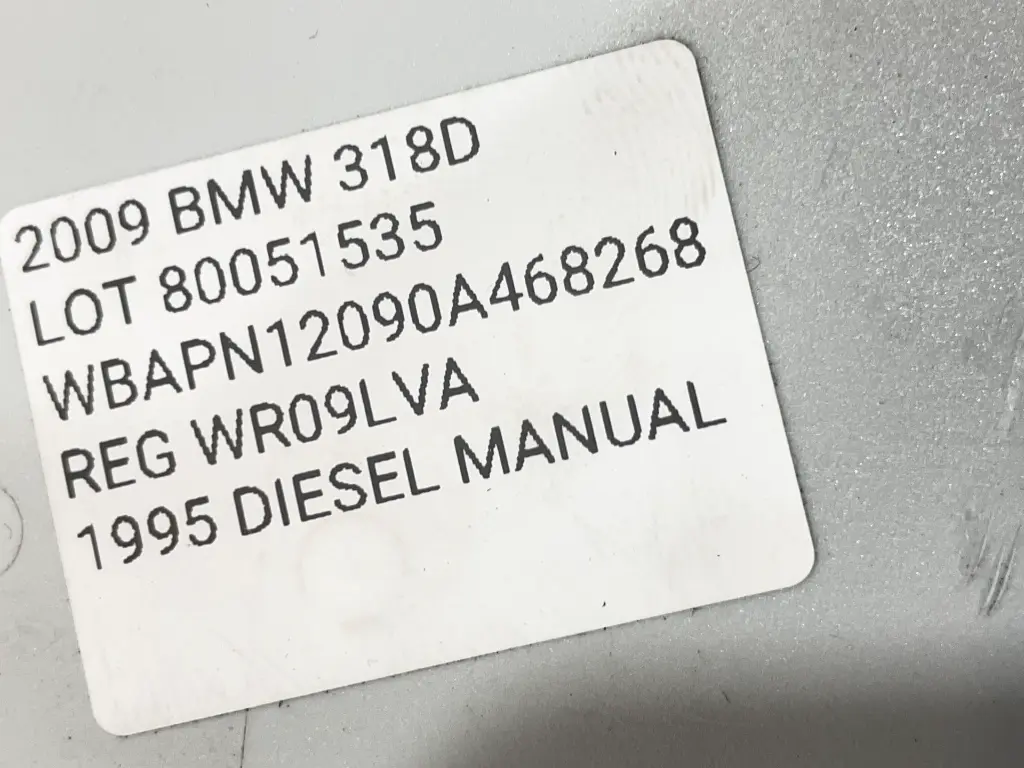 2009 BMW 318D
LOT 80051535
WBAPN12090A468268
REG WR09LVA
1995 DIESEL MANUAL